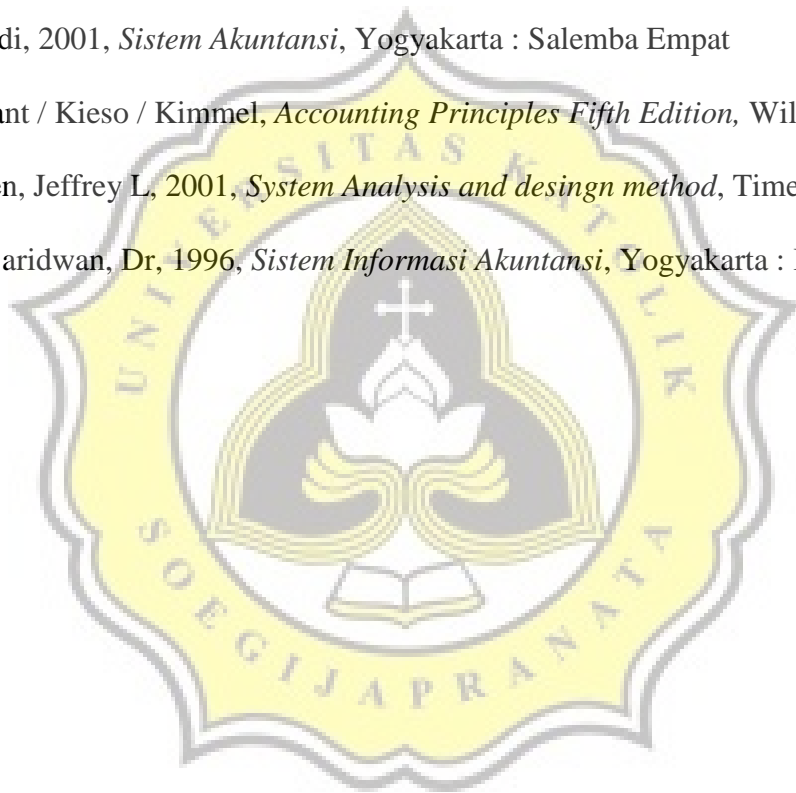 di, 2001, Sistem Akuntansi, Yogyakarta : Salemba Empat
ant / Kieso / Kimmel, Accounting Principles Fifth Edition, Wil
en, Jeffrey L, 2001, System Analysis and desingn method, Time
aridwan, Dr, 1996, Sistem Informasi Akuntansi, Yogyakarta :
UNIVERSITAS KATOLIK
SOEGIJAPRANATA